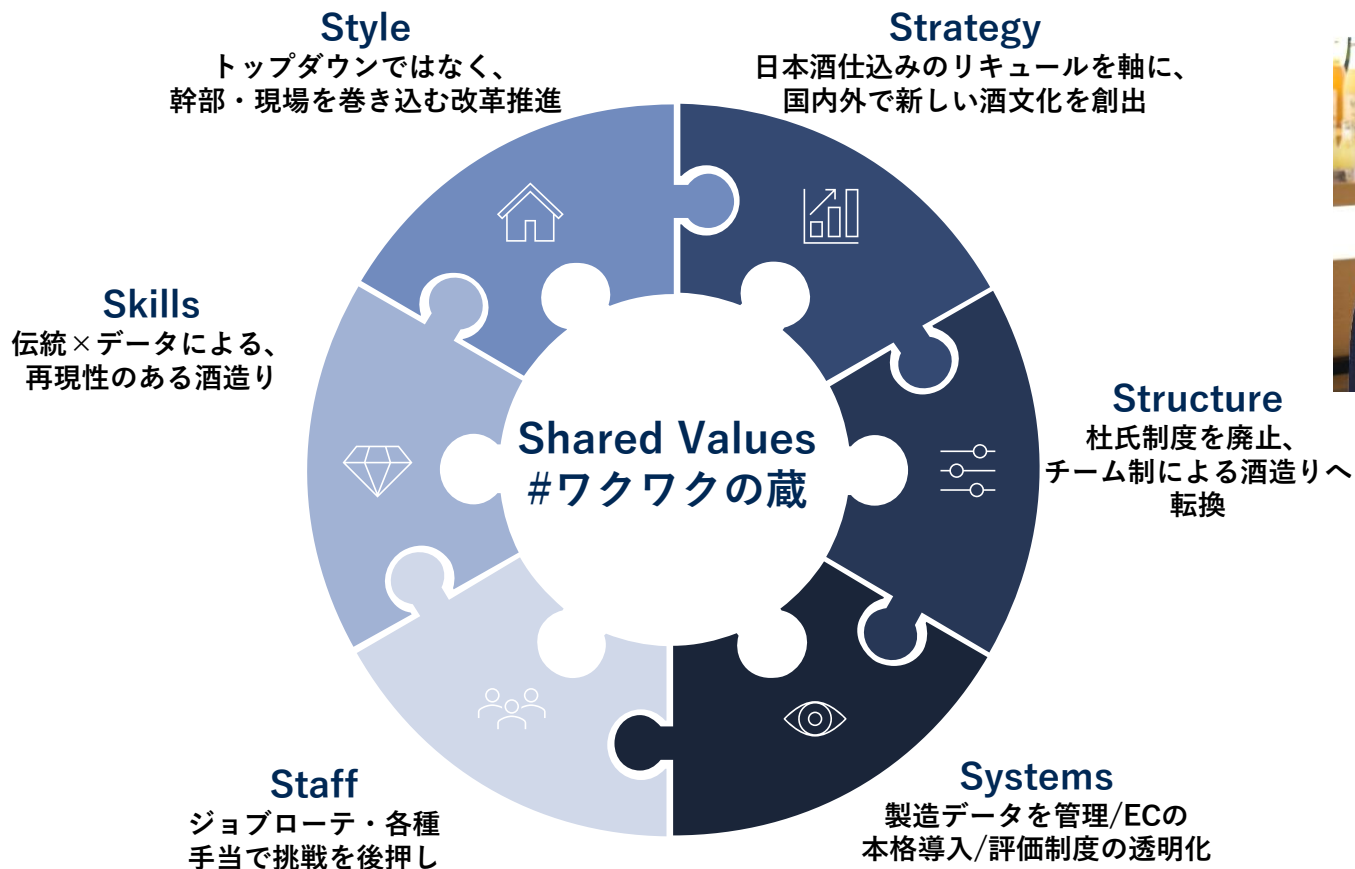 Style
トップダウンではなく、
幹部・現場を巻き込む改革推進
Strategy
日本酒仕込みのリキュールを軸に、
国内外で新しい酒文化を創出
Skills
伝統×データによる、
再現性のある酒造り
Shared Values
#ワクワクの蔵
Structure
杜氏制度を廃止、
チーム制による酒造りへ
転換
Staff
ジョブローテ・各種
手当で挑戦を後押し
Systems
製造データを管理/ECの
本格導入/評価制度の透明化